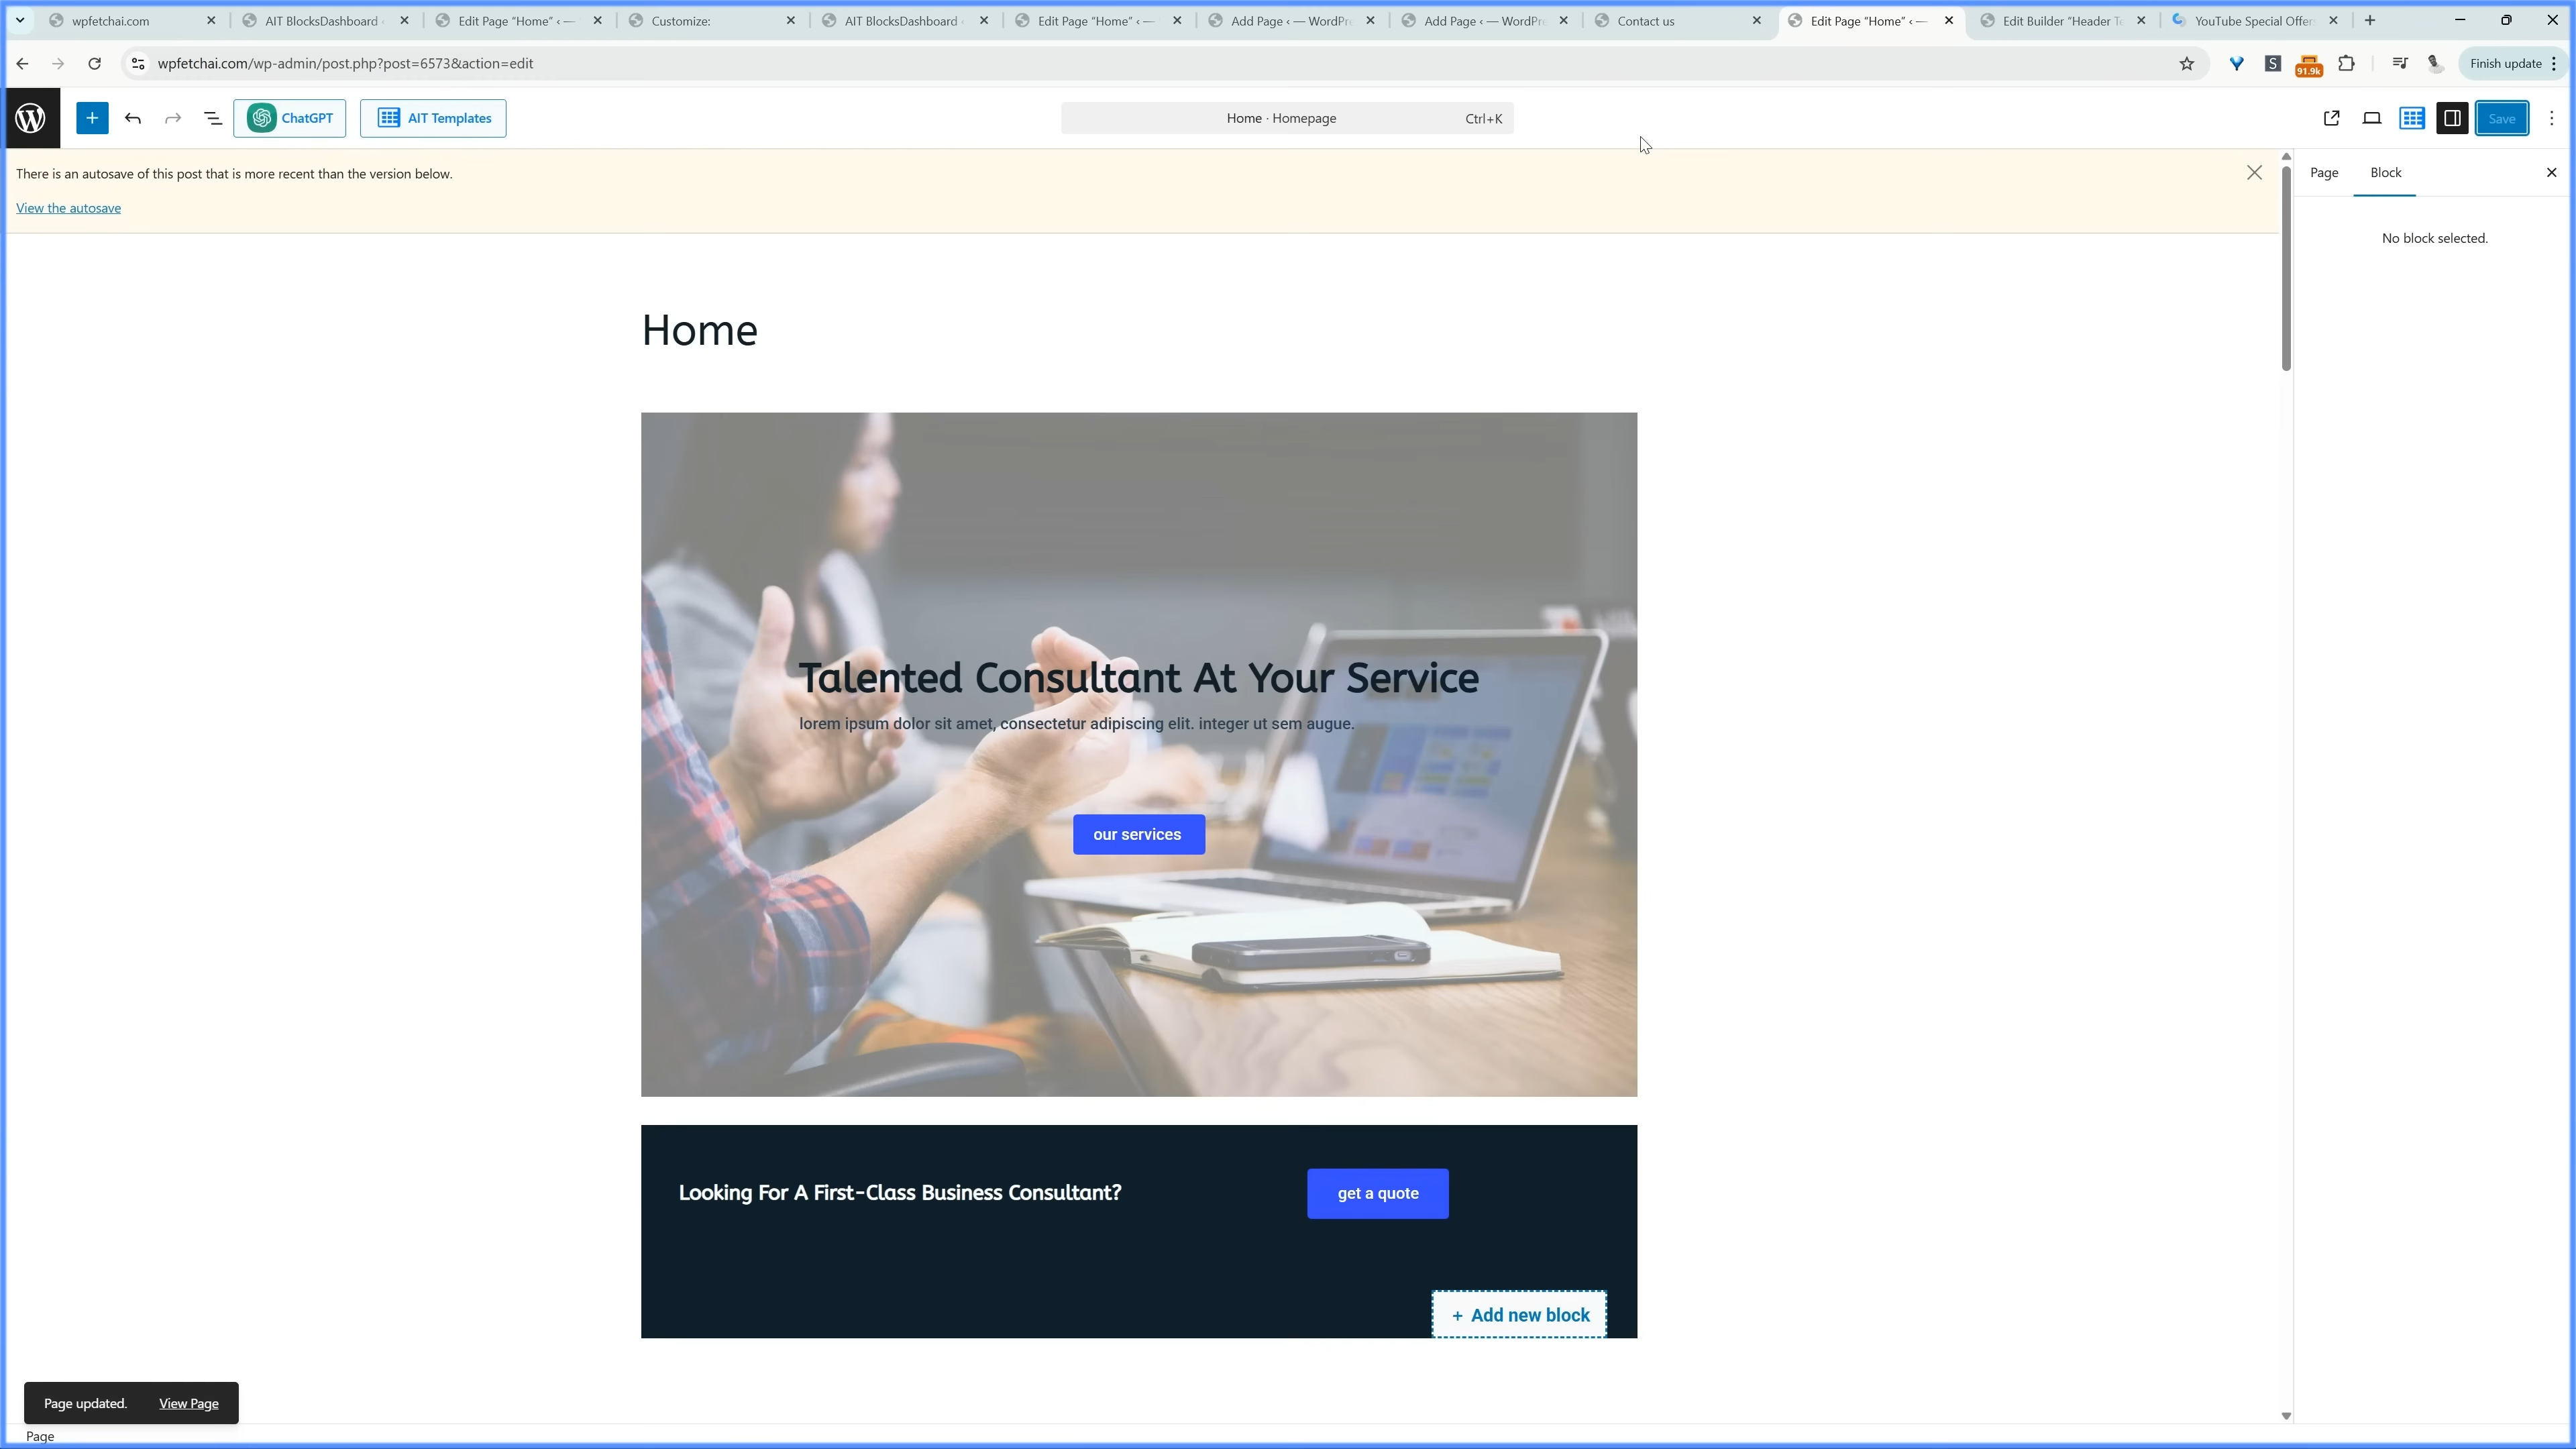 wpfetchai.com
AIT BlocksDashboard ‹
Edit Page “Home” ‹ —
Customize:
AIT BlocksDashboard ‹
Edit Page “Home” ‹ —
Add Page ‹ — WordPre
Add Page ‹ — WordPre
Contact us
Edit Page “Home” ‹ —
Edit Builder “Header Te
YouTube Special Offer
wpfetchai.com/wp-admin/post.php?post=6573&action=edit
S
91.9k
Finish update
ChatGPT
AIT Templates
Home · Homepage
Ctrl+K
Save
There is an autosave of this post that is more recent than the version below.
View the autosave
Page
Block
No block selected.
Home
Talented Consultant At Your Service
lorem ipsum dolor sit amet, consectetur adipiscing elit. integer ut sem augue.
our services
Looking For A First-Class Business Consultant?
get a quote
+ Add new block
Page updated.
View Page
Page